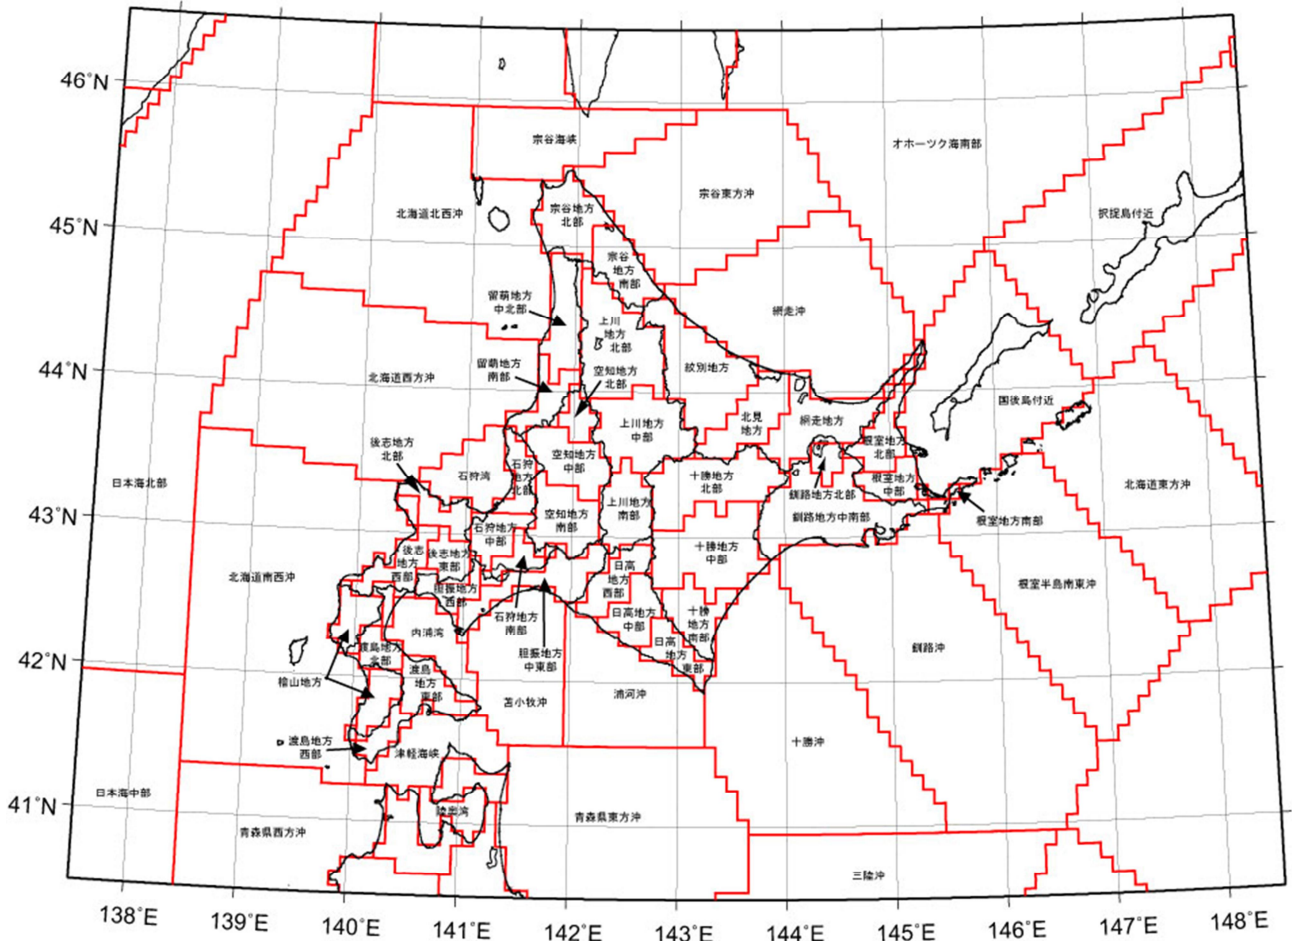 46°N
宗谷海峡
オホーツク海南部
宗谷東方沖
北海道北西沖
宗谷地方
北部
択捉島付近
45°N
宗谷
地方
南部
留萌地方
中北部
網走沖
上川
地方
北部
44°N
留萌地方
南部
北海道西方沖
空知地方
北部
紋別地方
国後島付近
上川地方
中部
北見
地方
網走地方
後志地方
北部
根室地方
北部
石狩湾
石狩
地方
北部
空知地方
中部
十勝地方
北部
根室地方
中部
日本海北部
北海道東方沖
釧路地方北部
43°N
上川地方
南部
空知地方
南部
釧路地方中南部
根室地方南部
石狩地方
中部
十勝地方
中部
後志
地方
西部
後志地方
東部
北海道南西沖
日高
地方
西部
根室半島南東沖
胆振地方
西部
石狩地方
南部
日高地方
中部
十勝
地方
南部
内浦湾
42°N
渡島地方
北部
日高
地方
東部
釧路沖
胆振地方
中東部
渡島
地方
東部
檜山地方
苫小牧沖
浦河沖
渡島地方
西部
津軽海峡
十勝沖
41°N
日本海中部
陸奥湾
青森県東方沖
青森県西方沖
三陸沖
138°E
139°E
140°E
141°E
142°E
143°E
144°E
145°E
146°E
147°E
148°E